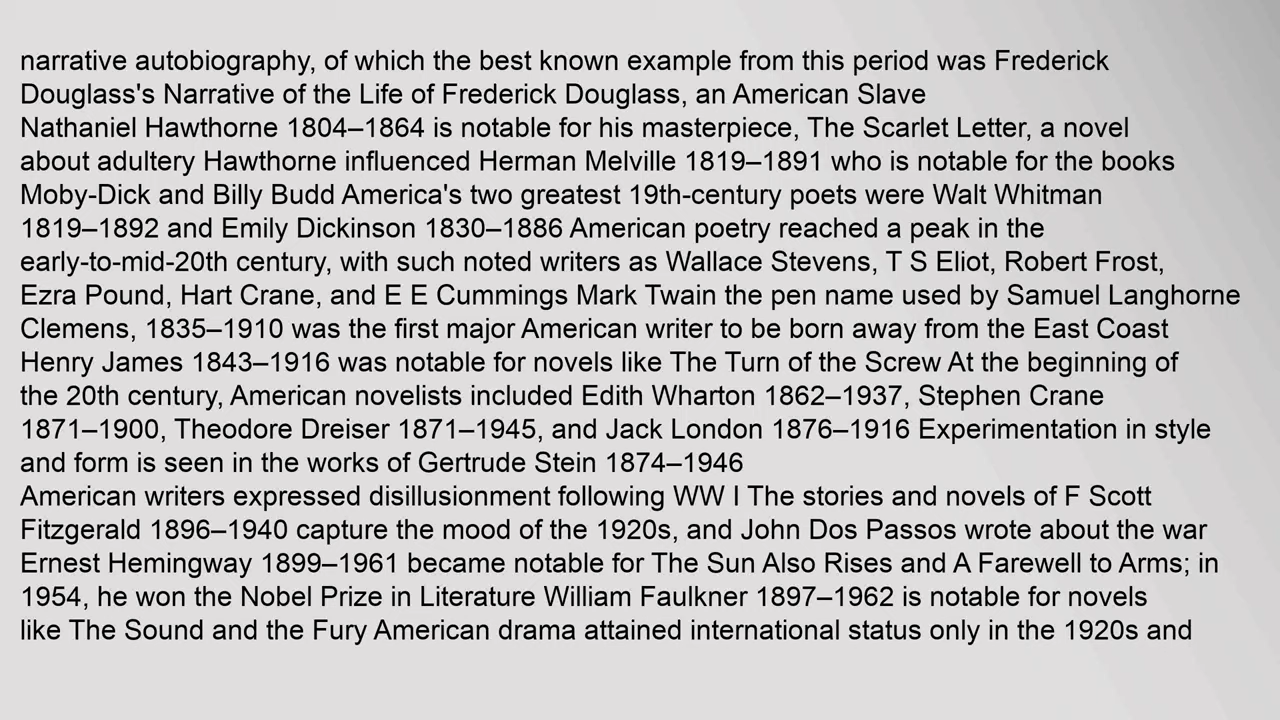 narrative autobiography, of which the best known example from this period was Frederick
Douglass's Narrative of the Life of Frederick Douglass, an American Slave
Nathaniel Hawthorne 1804–1864 is notable for his masterpiece, The Scarlet Letter, a novel
about adultery Hawthorne influenced Herman Melville 1819–1891 who is notable for the books
Moby-Dick and Billy Budd America's two greatest 19th-century poets were Walt Whitman
1819–1892 and Emily Dickinson 1830–1886 American poetry reached a peak in the
early-to-mid-20th century, with such noted writers as Wallace Stevens, T S Eliot, Robert Frost,
Ezra Pound, Hart Crane, and E E Cummings Mark Twain the pen name used by Samuel Langhorne
Clemens, 1835–1910 was the first major American writer to be born away from the East Coast
Henry James 1843–1916 was notable for novels like The Turn of the Screw At the beginning of
the 20th century, American novelists included Edith Wharton 1862–1937, Stephen Crane
1871–1900, Theodore Dreiser 1871–1945, and Jack London 1876–1916 Experimentation in style
and form is seen in the works of Gertrude Stein 1874–1946
American writers expressed disillusionment following WW I The stories and novels of F Scott
Fitzgerald 1896–1940 capture the mood of the 1920s, and John Dos Passos wrote about the war
Ernest Hemingway 1899–1961 became notable for The Sun Also Rises and A Farewell to Arms; in
1954, he won the Nobel Prize in Literature William Faulkner 1897–1962 is notable for novels
like The Sound and the Fury American drama attained international status only in the 1920s and